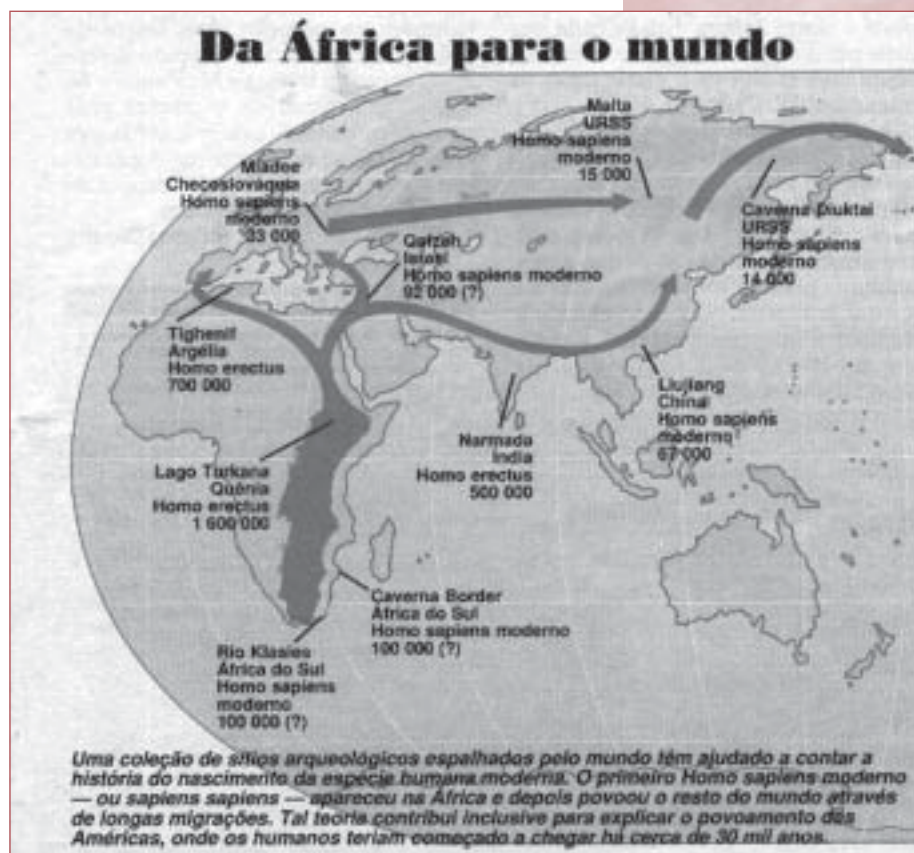 Da África para o mundo
Malta
URSS
Homo sapiens
moderno
15 000
Mladee
Checoslováquia
Homo sapiens
moderno
33 000
Qafzah
Israel
Homo sapiens moderno
92 000 (?)
Caverna Diuktai
URSS
Homo sapiens
moderno
14 000
Tighenif
Argélia
Homo erectus
700 000
Liujiang
China
Homo sapiens
moderno
67 000
Narmada
Índia
Homo erectus
500 000
Lago Turkana
Quênia
Homo erectus
1 600 000
Caverna Border
África do Sul
Homo sapiens moderno
100 000 (?)
Rio Klasies
África do Sul
Homo sapiens
moderno
100 000 (?)
Uma coleção de sítios arqueológicos espalhados pelo mundo têm ajudado a contar a
história do nascimento da espécie humana moderna. O primeiro Homo sapiens moderno
— ou sapiens sapiens — apareceu na África e depois povoou o resto do mundo através
de longas migrações. Tal teoria contribui inclusive para explicar o povoamento das
Américas, onde os humanos teriam começado a chegar há cerca de 30 mil anos.